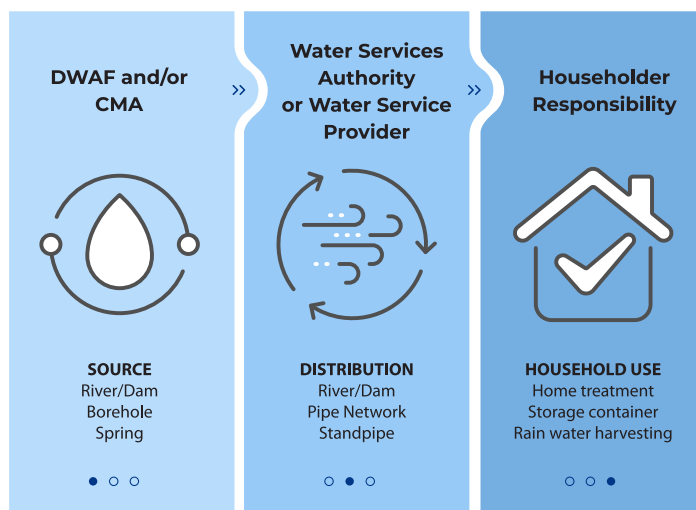 DWAF and/or
CMA
SOURCE
River/Dam
Borehole
Spring
Water Services
Authority
or Water Service
Provider
DISTRIBUTION
River/Dam
Pipe Network
Standpipe
Householder
Responsibility
HOUSEHOLD USE
Home treatment
Storage container
Rain water harvesting